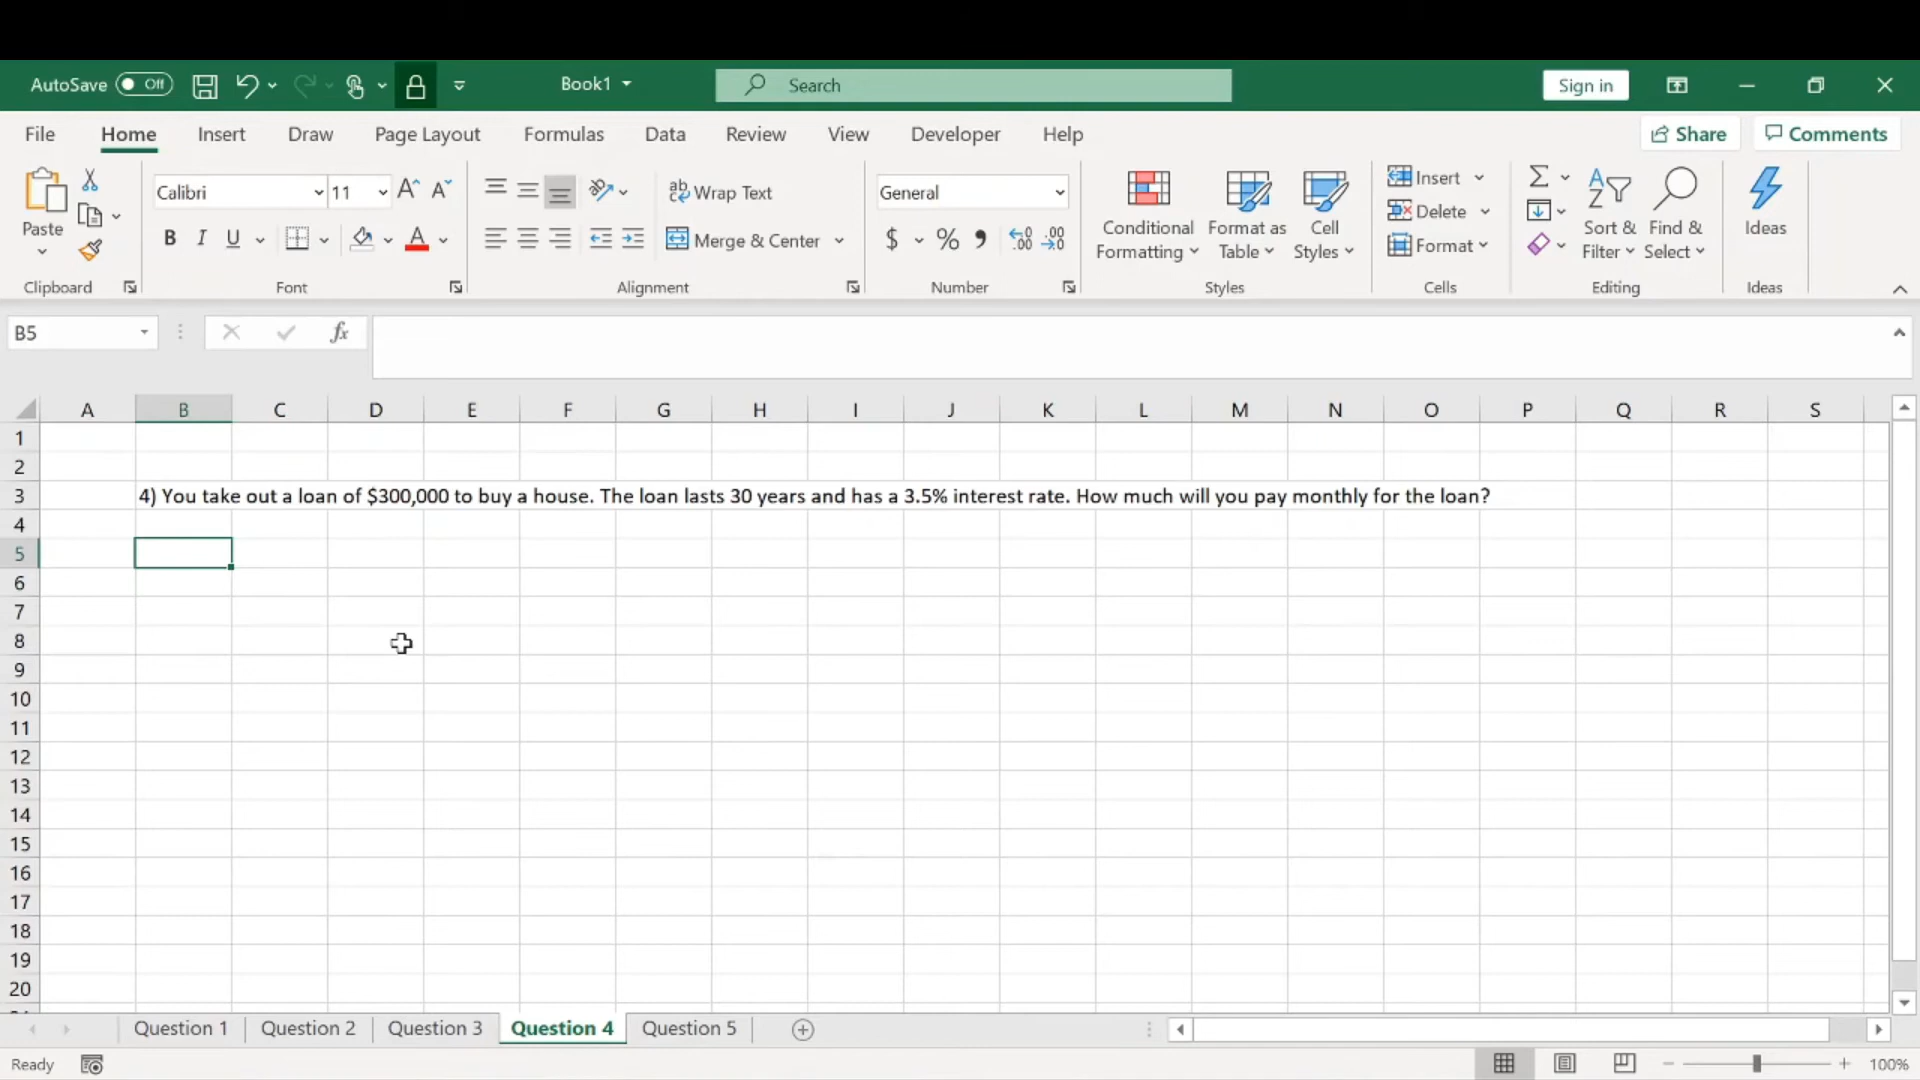 AutoSave Off Book1 Search Sign in
File Home Insert Draw Page Layout Formulas Data Review View Developer Help Share Comments
Paste Calibri 11 A A ab Wrap Text General Conditional Formatting Format as Table Cell Styles Insert Delete Format Sort & Filter Find & Select Ideas
B I U A Merge & Center $ % 9 .00 .00
Clipboard Font Alignment Number Styles Cells Editing Ideas
B5 fx
A B C D E F G H I J K L M N O P Q R S
1
2
3 4) You take out a loan of $300,000 to buy a house. The loan lasts 30 years and has a 3.5% interest rate. How much will you pay monthly for the loan?
4
5
6
7
8
9
10
11
12
13
14
15
16
17
18
19
20
Question 1 Question 2 Question 3 Question 4 Question 5
Ready 100%